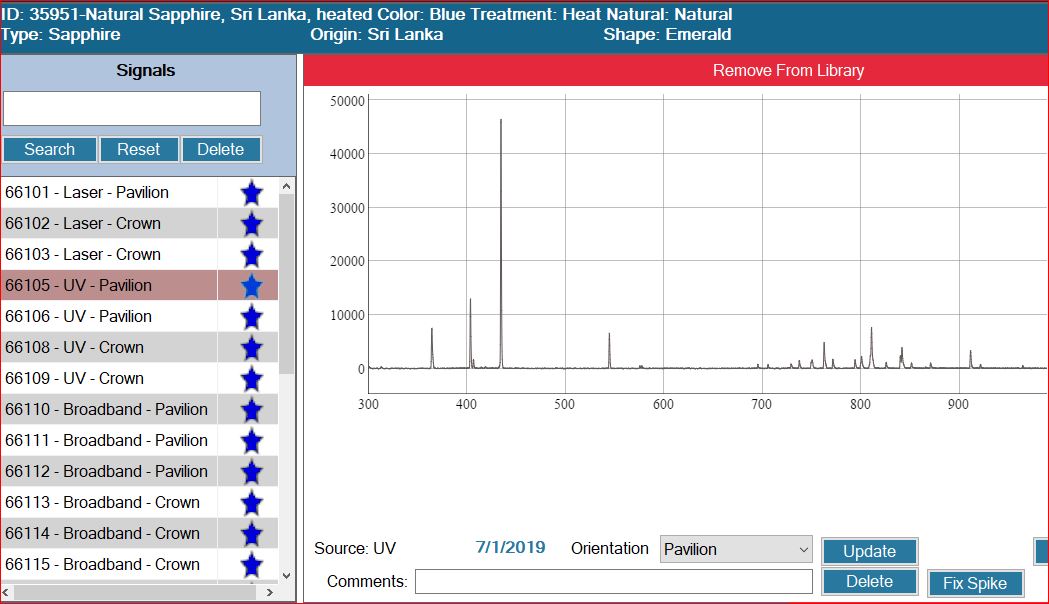 ID: 35951-Natural Sapphire, Sri Lanka, heated Color: Blue Treatment: Heat Natural: Natural
Type: Sapphire Origin: Sri Lanka Shape: Emerald
Signals
Remove From Library
Search Reset Delete
66101 - Laser - Pavilion
66102 - Laser - Crown
66103 - Laser - Crown
66105 - UV - Pavilion
66106 - UV - Pavilion
66108 - UV - Crown
66109 - UV - Crown
66110 - Broadband - Pavilion
66111 - Broadband - Pavilion
66112 - Broadband - Pavilion
66113 - Broadband - Crown
66114 - Broadband - Crown
66115 - Broadband - Crown
50000
40000
30000
20000
10000
0
300 400 500 600 700 800 900
Source: UV 7/1/2019 Orientation Pavilion Update
Comments: Delete Fix Spike